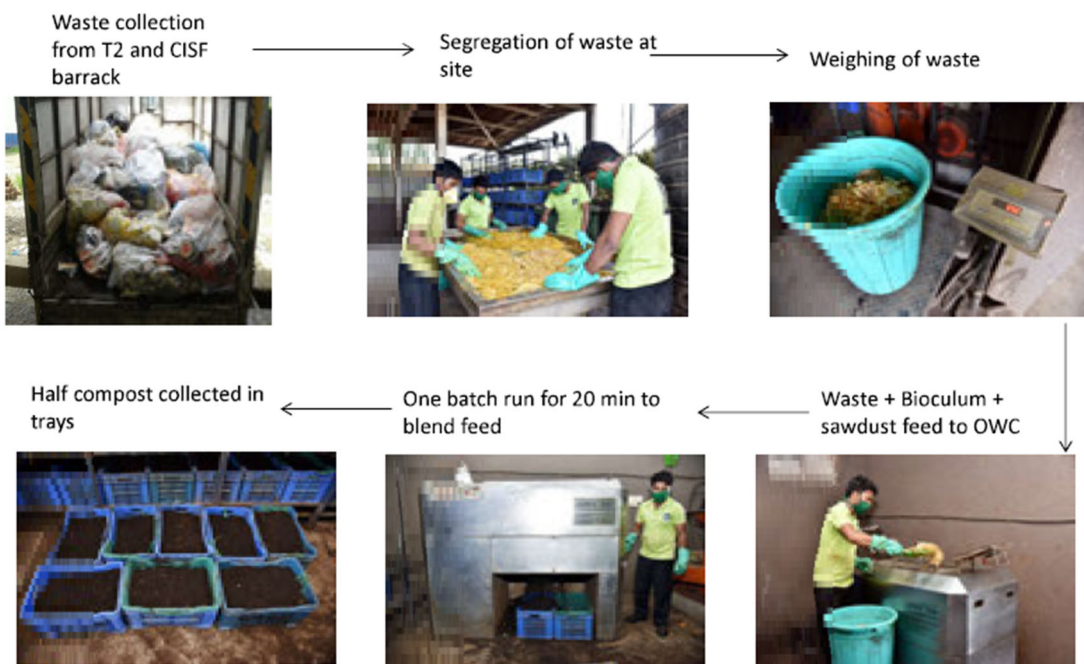 Waste collection
from T2 and CISF
barrack
Segregation of waste at
site
Weighing of waste
Half compost collected in
trays
One batch run for 20 min to
blend feed
Waste + Bioculum +
sawdust feed to OWC